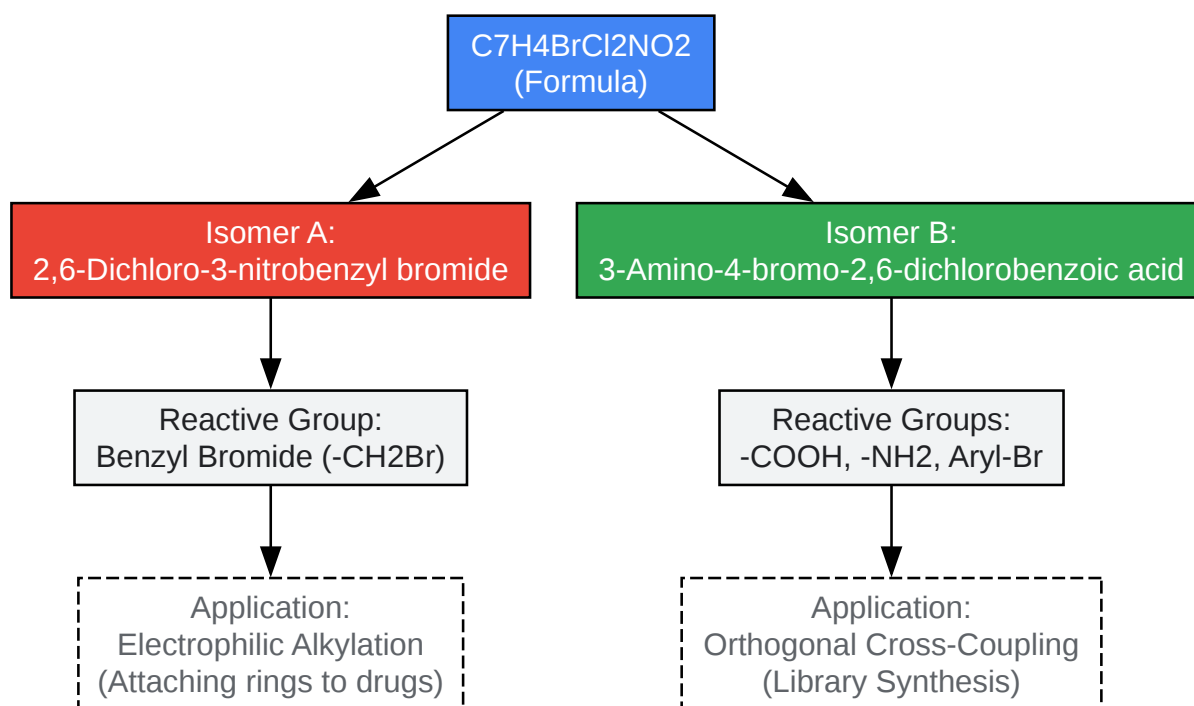 C7H4BrCl2NO2
(Formula)
Isomer A:
2,6-Dichloro-3-nitrobenzyl bromide
Isomer B:
3-Amino-4-bromo-2,6-dichlorobenzoic acid
Reactive Group:
Benzyl Bromide (-CH2Br)
Reactive Groups:
-COOH, -NH2, Aryl-Br
Application:
Electrophilic Alkylation
(Attaching rings to drugs)
Application:
Orthogonal Cross-Coupling
(Library Synthesis)